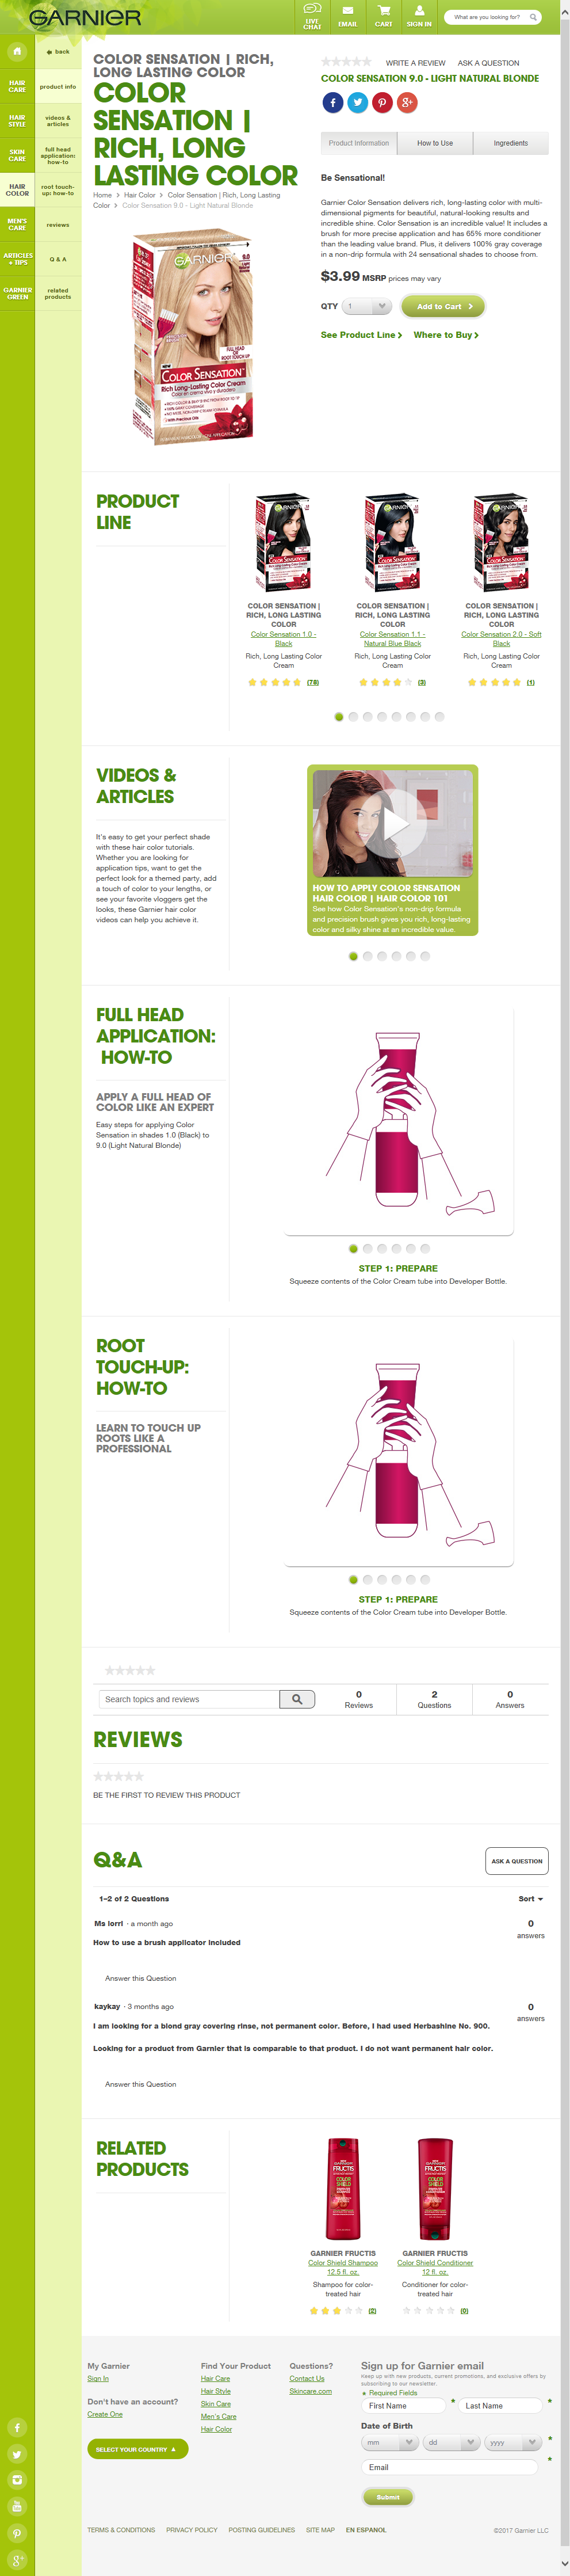 GARNIER
LIVE CHAT
EMAIL
CART
SIGN IN
What are you looking for?
back
HAIR CARE
product info
HAIR STYLE
videos & articles
SKIN CARE
full head application: how-to
HAIR COLOR
root touch-up: how-to
MEN'S CARE
reviews
ARTICLES + TIPS
Q & A
GARNIER GREEN
related products
COLOR SENSATION | RICH,
LONG LASTING COLOR
COLOR
SENSATION |
RICH, LONG
LASTING COLOR
Home > Hair Color > Color Sensation | Rich, Long Lasting
Color > Color Sensation 9.0 - Light Natural Blonde
GARNIER
9.0
FULL HEAD
OR ROOT TOUCH UP
COLOR SENSATION
Rich Long-Lasting Color Cream
Color en crema vivo y duradero
WRITE A REVIEW
ASK A QUESTION
COLOR SENSATION 9.0 - LIGHT NATURAL BLONDE
Product Information
How to Use
Ingredients
Be Sensational!
Garnier Color Sensation delivers rich, long-lasting color with multi-
dimensional pigments for beautiful, natural-looking results and
incredible shine. Color Sensation is an incredible value! It includes a
brush for more precise application and has 65% more conditioner
than the leading value brand. Plus, it delivers 100% gray coverage
in a non-drip formula with 24 sensational shades to choose from.
$3.99 MSRP prices may vary
QTY 1
Add to Cart
See Product Line
Where to Buy
PRODUCT
LINE
COLOR SENSATION |
RICH, LONG LASTING
COLOR
Color Sensation 1.0 -
Black
Rich, Long Lasting Color
Cream
(78)
COLOR SENSATION |
RICH, LONG LASTING
COLOR
Color Sensation 1.1 -
Natural Blue Black
Rich, Long Lasting Color
Cream
(3)
COLOR SENSATION |
RICH, LONG LASTING
COLOR
Color Sensation 2.0 - Soft
Black
Rich, Long Lasting Color
Cream
(1)
VIDEOS &
ARTICLES
It's easy to get your perfect shade
with these hair color tutorials.
Whether you are looking for
application tips, want to get the
perfect look for a themed party, add
a touch of color to your lengths, or
see your favorite vloggers get the
looks, these Garnier hair color
videos can help you achieve it.
HOW TO APPLY COLOR SENSATION
HAIR COLOR | HAIR COLOR 101
See how Color Sensation's non-drip formula
and precision brush gives you rich, long-lasting
color and silky shine at an incredible value.
FULL HEAD
APPLICATION:
HOW-TO
APPLY A FULL HEAD OF
COLOR LIKE AN EXPERT
Easy steps for applying Color
Sensation in shades 1.0 (Black) to
9.0 (Light Natural Blonde)
STEP 1: PREPARE
Squeeze contents of the Color Cream tube into Developer Bottle.
ROOT
TOUCH-UP:
HOW-TO
LEARN TO TOUCH UP
ROOTS LIKE A
PROFESSIONAL
STEP 1: PREPARE
Squeeze contents of the Color Cream tube into Developer Bottle.
Search topics and reviews
0
Reviews
2
Questions
0
Answers
REVIEWS
BE THE FIRST TO REVIEW THIS PRODUCT
Q&A
ASK A QUESTION
1–2 of 2 Questions
Sort
Ms lorri · a month ago
0
answers
How to use a brush applicator included
Answer this Question
kaykay · 3 months ago
0
answers
I am looking for a blond gray covering rinse, not permanent color. Before, I had used Herbashine No. 900.
Looking for a product from Garnier that is comparable to that product. I do not want permanent hair color.
Answer this Question
RELATED
PRODUCTS
FRUCTIS
COLOR SHIELD
FRUCTIS
COLOR SHIELD
GARNIER FRUCTIS
Color Shield Shampoo
12.5 fl. oz.
Shampoo for color-
treated hair
(2)
GARNIER FRUCTIS
Color Shield Conditioner
12 fl. oz.
Conditioner for color-
treated hair
(0)
My Garnier
Sign In
Don't have an account?
Create One
SELECT YOUR COUNTRY
Find Your Product
Hair Care
Hair Style
Skin Care
Men's Care
Hair Color
Questions?
Contact Us
Skincare.com
Sign up for Garnier email
Keep up with new products, current promotions, and exclusive offers by
subscribing to our newsletter.
* Required Fields
First Name *
Last Name *
Date of Birth
mm
dd
yyyy *
Email *
Submit
TERMS & CONDITIONS
PRIVACY POLICY
POSTING GUIDELINES
SITE MAP
EN ESPANOL
©2017 Garnier LLC